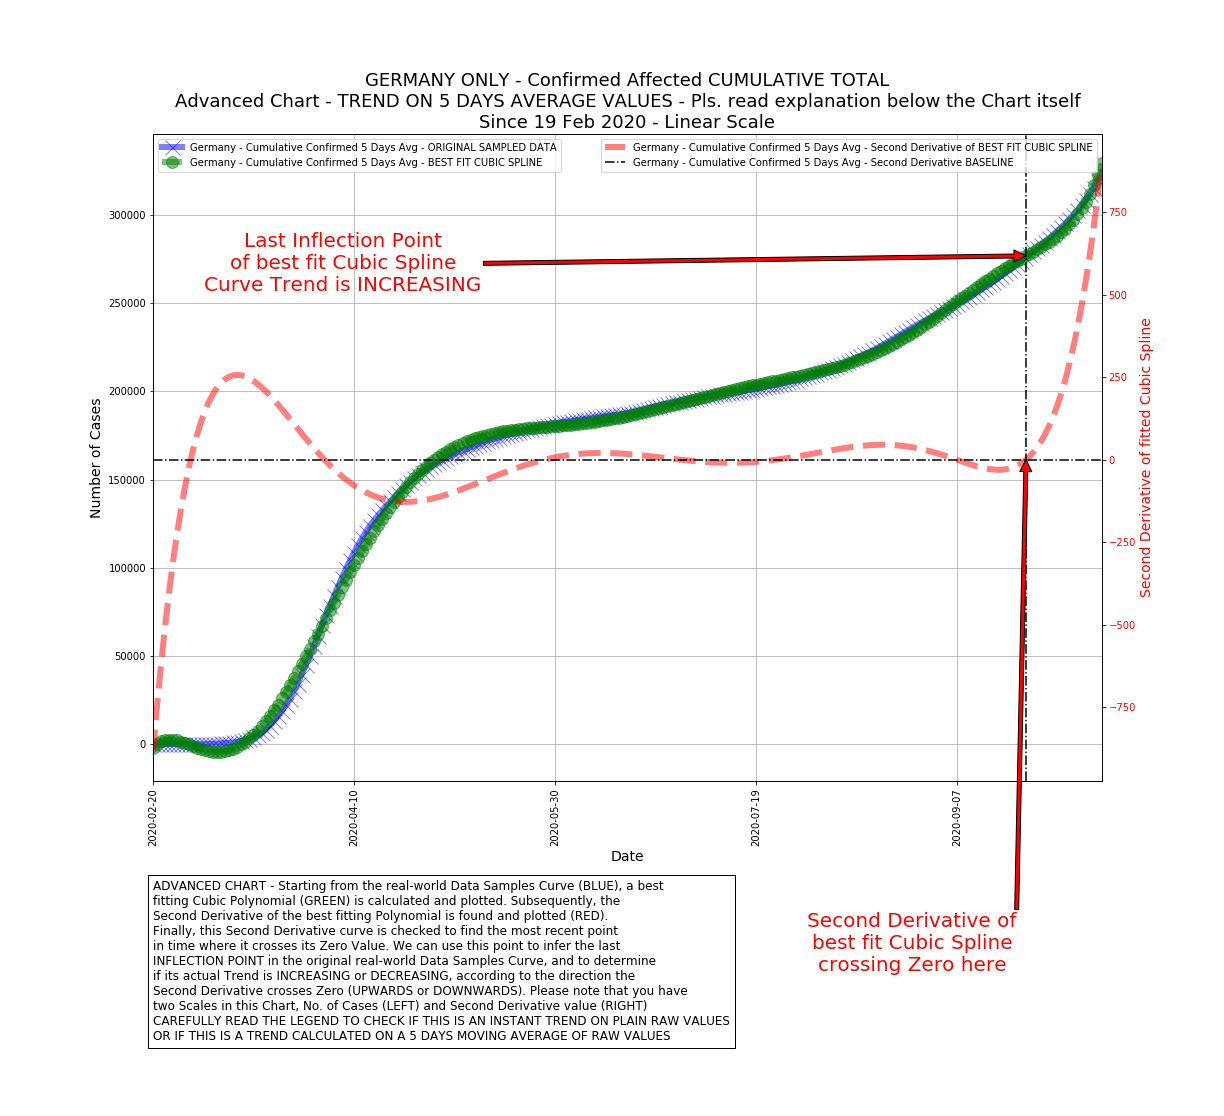 GERMANY ONLY - Confirmed Affected CUMULATIVE TOTAL
Advanced Chart - TREND ON 5 DAYS AVERAGE VALUES - Pls. read explanation below the Chart itself
Since 19 Feb 2020 - Linear Scale
Germany - Cumulative Confirmed 5 Days Avg - ORIGINAL SAMPLED DATA
Germany - Cumulative Confirmed 5 Days Avg - BEST FIT CUBIC SPLINE
Germany - Cumulative Confirmed 5 Days Avg - Second Derivative of BEST FIT CUBIC SPLINE
Germany - Cumulative Confirmed 5 Days Avg - Second Derivative BASELINE
Last Inflection Point
of best fit Cubic Spline
Curve Trend is INCREASING
Number of Cases
300000
250000
200000
150000
100000
50000
0
750
500
250
0
−250
−500
−750
Second Derivative of fitted Cubic Spline
2020-02-20
2020-04-10
2020-05-30
2020-07-19
2020-09-07
Date
ADVANCED CHART - Starting from the real-world Data Samples Curve (BLUE), a best
fitting Cubic Polynomial (GREEN) is calculated and plotted. Subsequently, the
Second Derivative of the best fitting Polynomial is found and plotted (RED).
Finally, this Second Derivative curve is checked to find the most recent point
in time where it crosses its Zero Value. We can use this point to infer the last
INFLECTION POINT in the original real-world Data Samples Curve, and to determine
if its actual Trend is INCREASING or DECREASING, according to the direction the
Second Derivative crosses Zero (UPWARDS or DOWNWARDS). Please note that you have
two Scales in this Chart, No. of Cases (LEFT) and Second Derivative value (RIGHT)
CAREFULLY READ THE LEGEND TO CHECK IF THIS IS AN INSTANT TREND ON PLAIN RAW VALUES
OR IF THIS IS A TREND CALCULATED ON A 5 DAYS MOVING AVERAGE OF RAW VALUES
Second Derivative of
best fit Cubic Spline
crossing Zero here